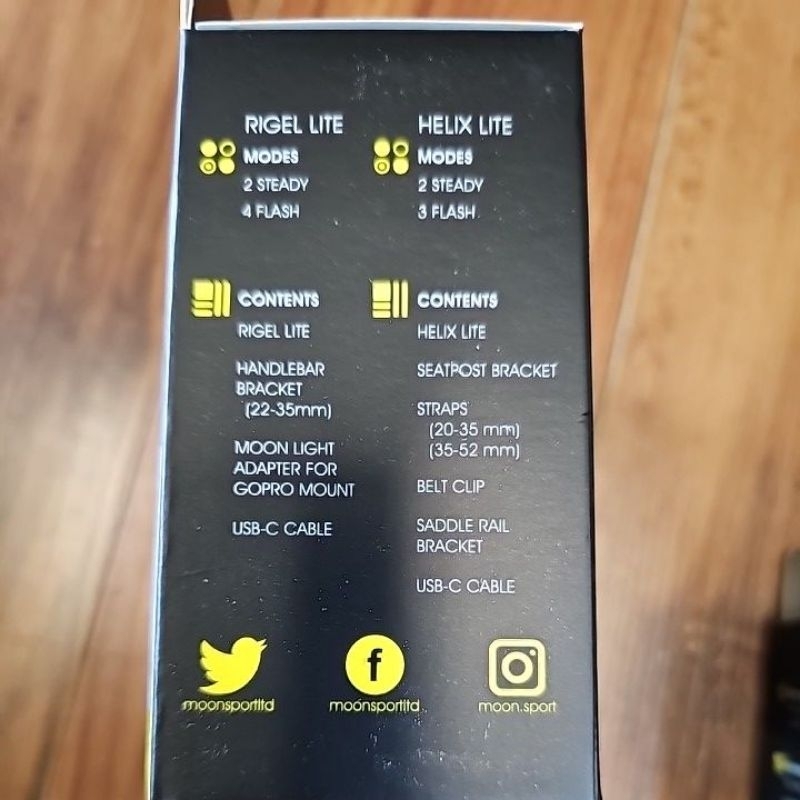 RIGEL LITE
MODES
2 STEADY
4 FLASH
HELIX LITE
MODES
2 STEADY
3 FLASH
CONTENTS
RIGEL LITE
HANDLEBAR
BRACKET
(22-35mm)
MOON LIGHT
ADAPTER FOR
GOPRO MOUNT
USB-C CABLE
CONTENTS
HELIX LITE
SEATPOST BRACKET
STRAPS
(20-35 mm)
(35-52 mm)
BELT CLIP
SADDLE RAIL
BRACKET
USB-C CABLE
moonsportltd
f
moonsportltd
moon.sport